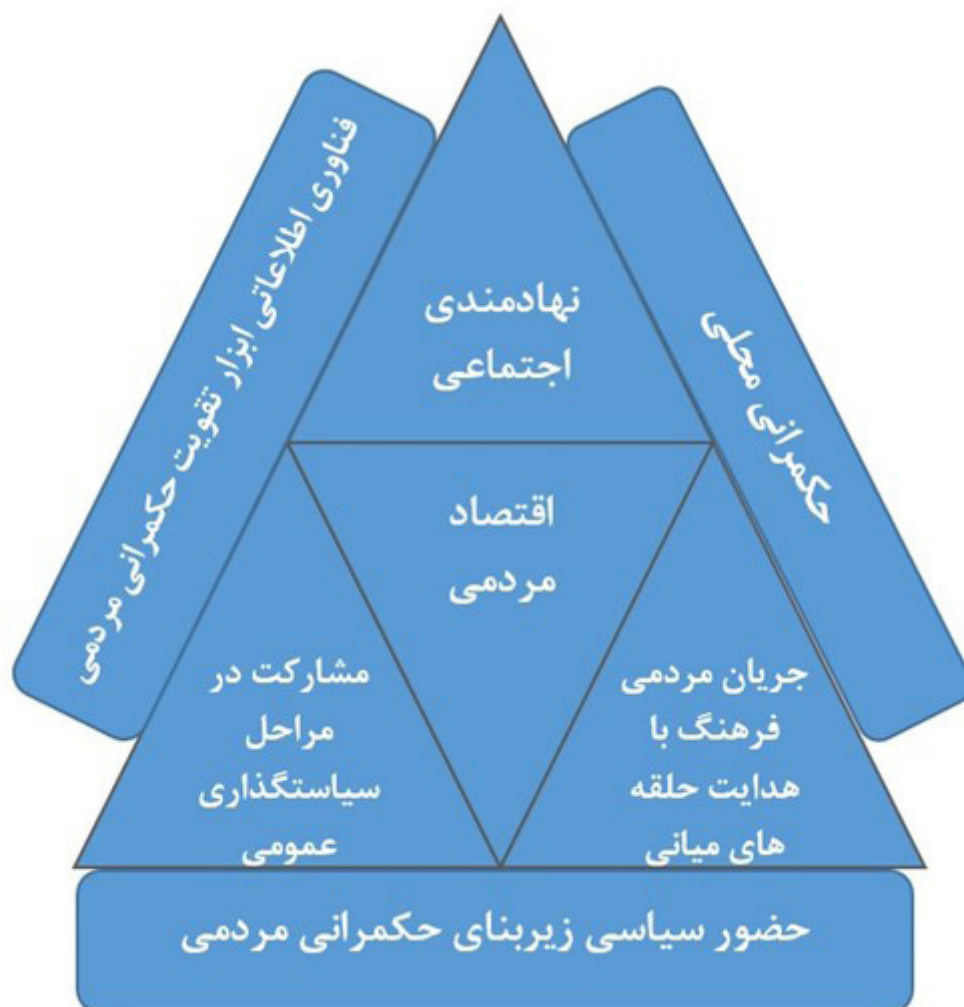 فناوری اطلاعاتی ابزار تقویت حکمرانی مردمی
حکمرانی محلی
نهادمندی
اجتماعی
اقتصاد
مردمی
جریان مردمی
فرهنگ با
هدایت حلقه
های میانی
مشارکت در
مراحل
سیاستگذاری
عمومی
حضور سیاسی زیربنای حکمرانی مردمی